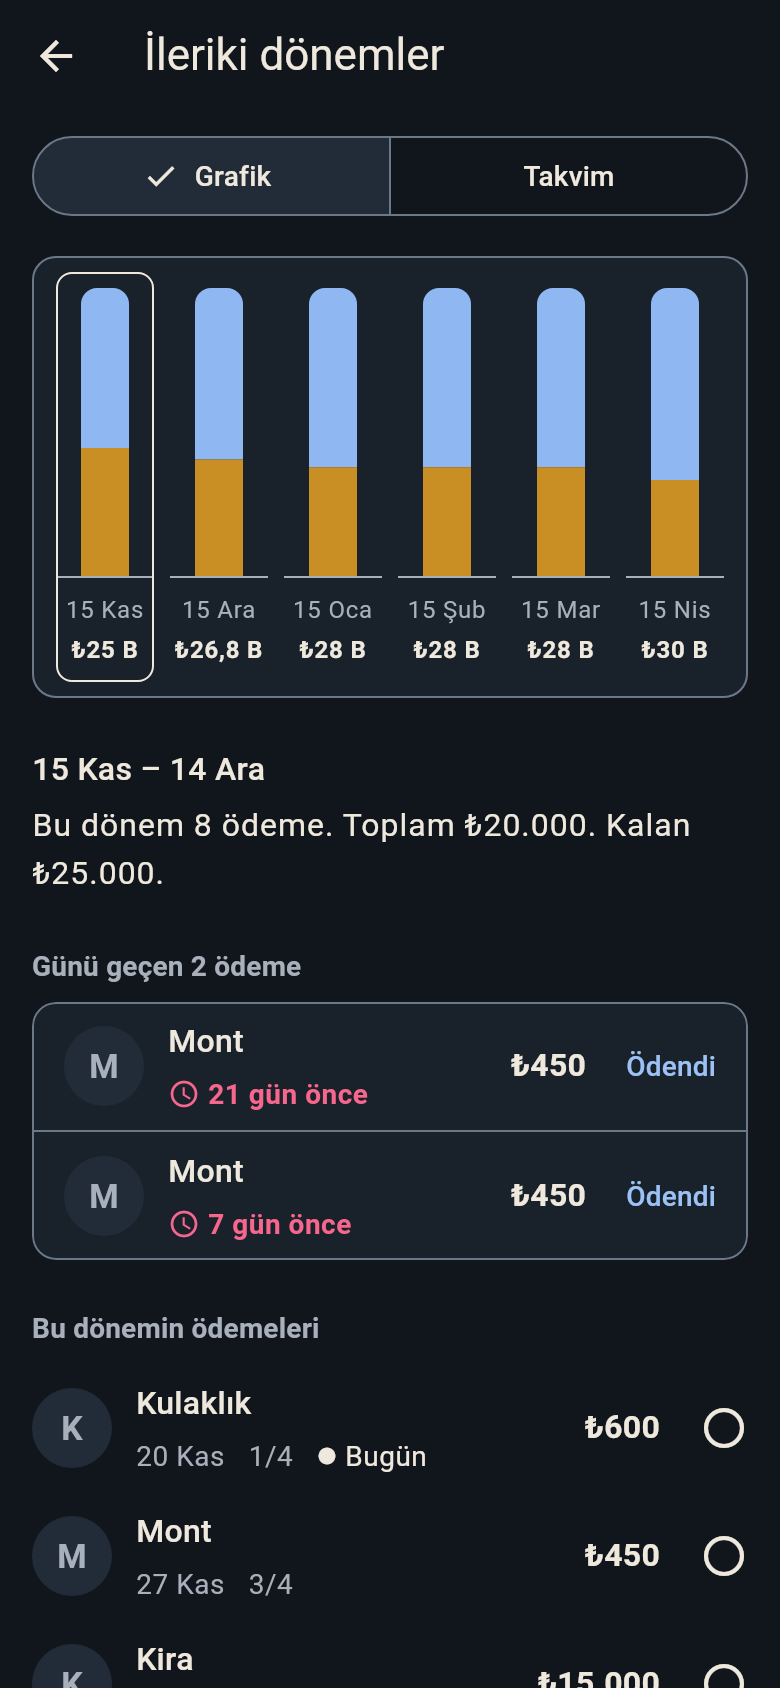 İleriki dönemler
Grafik
Takvim
15 Kas
15 Ara
15 Oca
15 Şub
15 Mar
15 Nis
₺25 B
₺26,8 B
₺28 B
₺28 B
₺28 B
₺30 B
15 Kas – 14 Ara
Bu dönem 8 ödeme. Toplam ₺20.000. Kalan
₺25.000.
Günü geçen 2 ödeme
M
Mont
21 gün önce
₺450
Ödendi
M
Mont
7 gün önce
₺450
Ödendi
Bu dönemin ödemeleri
K
Kulaklık
20 Kas 1/4 Bugün
₺600
M
Mont
27 Kas 3/4
₺450
K
Kira
₺15.000